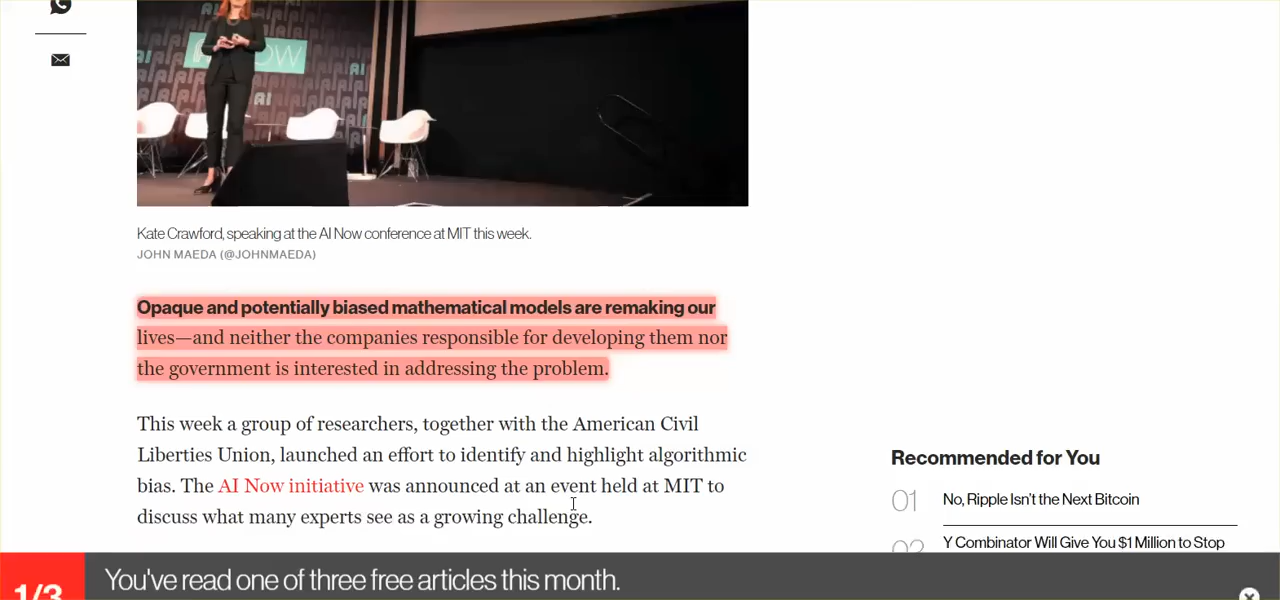 AI
OW
AI
AI
Kate Crawford, speaking at the AI Now conference at MIT this week.
JOHN MAEDA (@JOHNMAEDA)
Opaque and potentially biased mathematical models are remaking our
lives—and neither the companies responsible for developing them nor
the government is interested in addressing the problem.
This week a group of researchers, together with the American Civil
Liberties Union, launched an effort to identify and highlight algorithmic
bias. The AI Now initiative was announced at an event held at MIT to
discuss what many experts see as a growing challenge.
Recommended for You
01 No, Ripple Isn't the Next Bitcoin
02 Y Combinator Will Give You $1 Million to Stop
1/3 You've read one of three free articles this month.